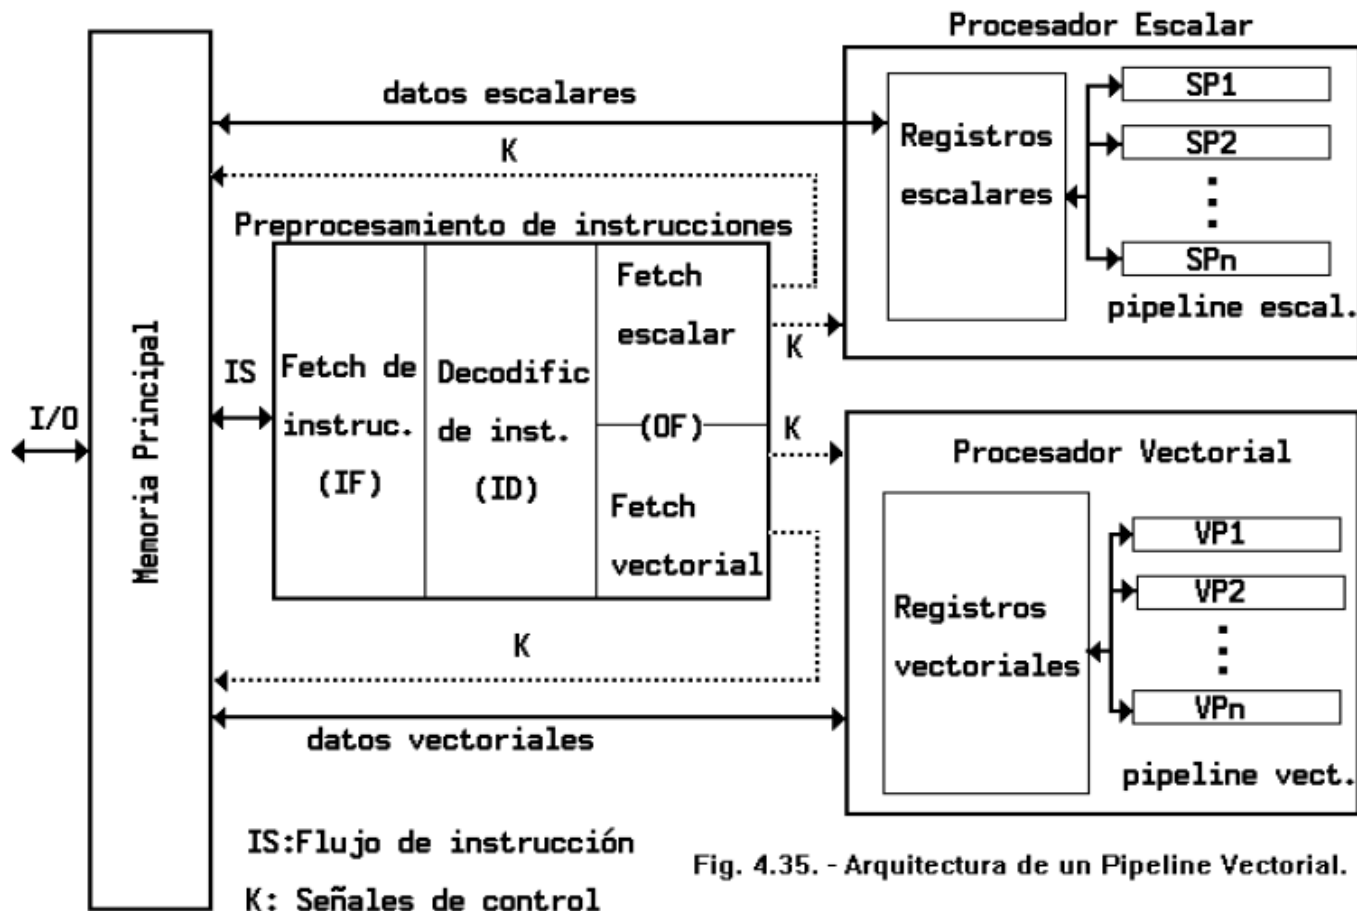 Procesador Escalar
datos escalares
K
Registros
escalares
SP1
SP2
SPn
pipeline escal.
Preprocesamiento de instrucciones
Fetch
escalar
(OF)
Fetch
vectorial
Fetch de
instruc.
(IF)
Decodific
de inst.
(ID)
IS
I/O
Memoria Principal
K
K
K
Procesador Vectorial
Registros
vectoriales
VP1
VP2
VPn
pipeline vect.
datos vectoriales
IS:Flujo de instrucción
K: Señales de control
Fig. 4.35. - Arquitectura de un Pipeline Vectorial.